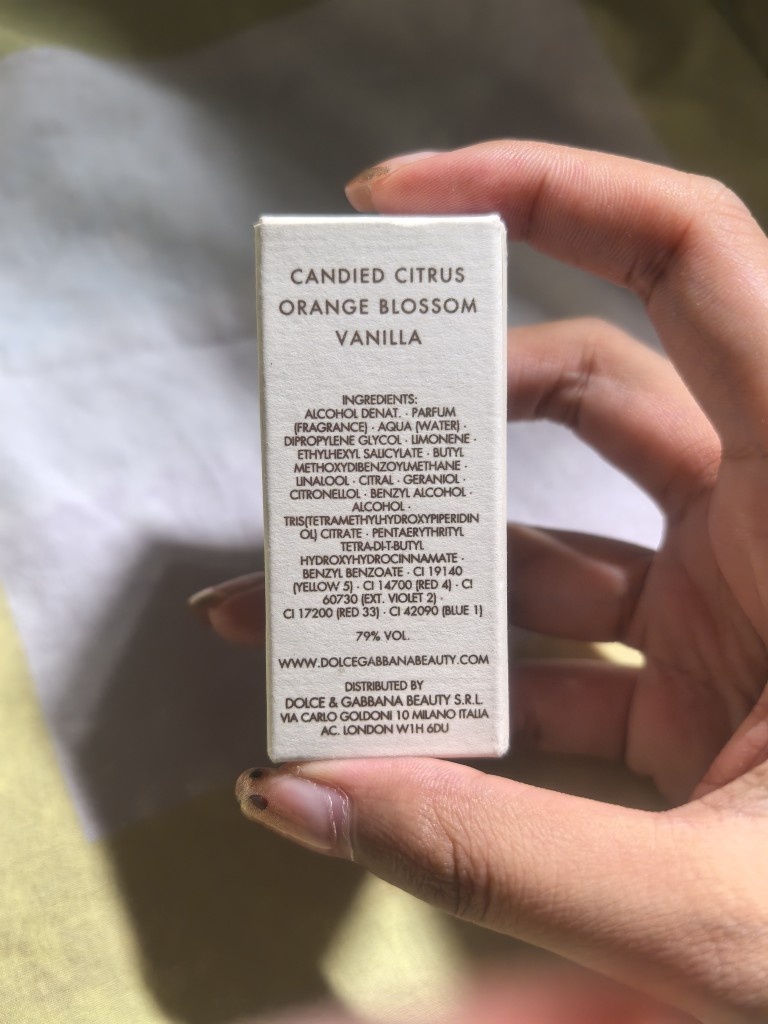 CANDIED CITRUS
ORANGE BLOSSOM
VANILLA
INGREDIENTS:
ALCOHOL DENAT. · PARFUM
(FRAGRANCE) · AQUA (WATER) ·
DIPROPYLENE GLYCOL · LIMONENE ·
ETHYLHEXYL SALICYLATE · BUTYL
METHOXYDIBENZOYLMETHANE ·
LINALOOL · CITRAL · GERANIOL ·
CITRONELLOL · BENZYL ALCOHOL ·
ALCOHOL ·
TRIS(TETRAMETHYLHYDROXYPIPERIDIN
OL) CITRATE · PENTAERYTHRITYL
TETRA-DI-T-BUTYL
HYDROXYHYDROCINNAMATE ·
BENZYL BENZOATE · CI 19140
(YELLOW 5) · CI 14700 (RED 4) · CI
60730 (EXT. VIOLET 2) ·
CI 17200 (RED 33) · CI 42090 (BLUE 1)
79% VOL.
WWW.DOLCEGABBANABEAUTY.COM
DISTRIBUTED BY
DOLCE & GABBANA BEAUTY S.R.L.
VIA CARLO GOLDONI 10 MILANO ITALIA
AC. LONDON W1H 6DU